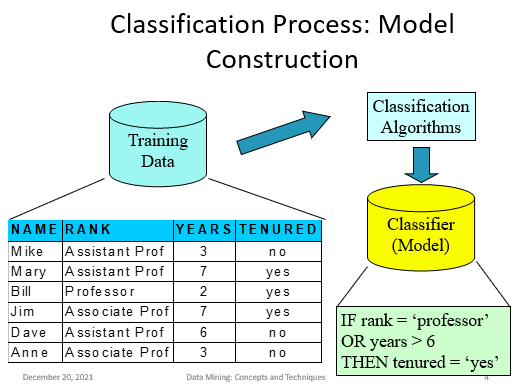 Classification Process: Model
Construction
Training
Data
Classification
Algorithms
NAME RANK YEARS TENURED
Mike Assistant Prof 3 no
Mary Assistant Prof 7 yes
Bill Professor 2 yes
Jim Associate Prof 7 yes
Dave Assistant Prof 6 no
Anne Associate Prof 3 no
Classifier
(Model)
IF rank = ‘professor’
OR years > 6
THEN tenured = ‘yes’
December 20, 2021 Data Mining: Concepts and Techniques 4